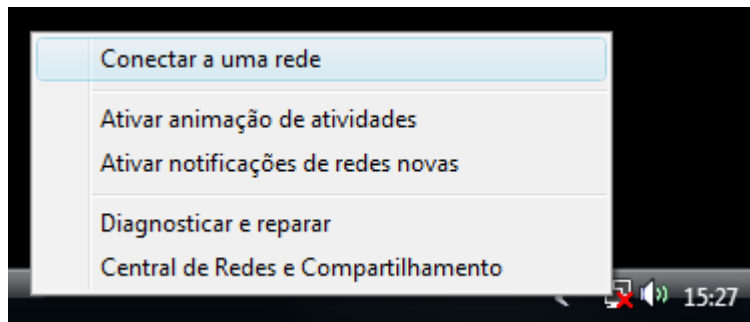 Conectar a uma rede
Ativar animação de atividades
Ativar notificações de redes novas
Diagnosticar e reparar
Central de Redes e Compartilhamento
15:27